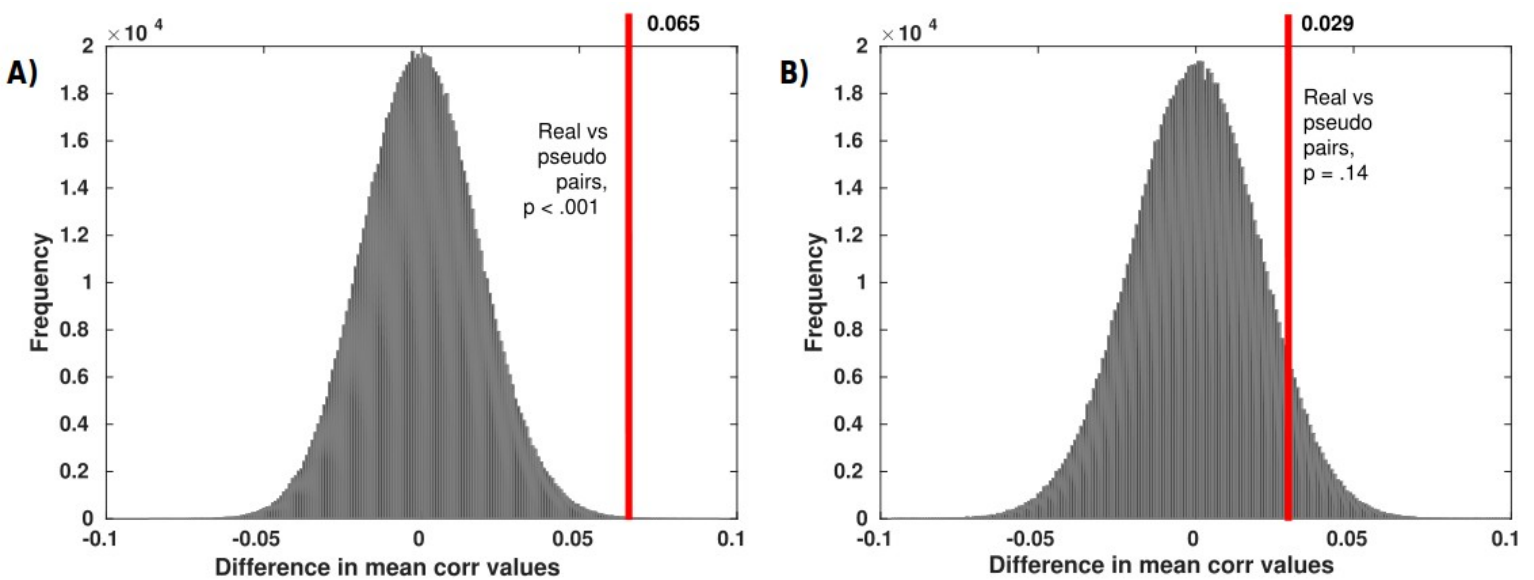 A)
×10 4
0.065
2
1.8
1.6
1.4
1.2
1
0.8
0.6
0.4
0.2
0
Frequency
Real vs
pseudo
pairs,
p < .001
-0.1
-0.05
0
0.05
0.1
Difference in mean corr values
B)
×10 4
0.029
2
1.8
1.6
1.4
1.2
1
0.8
0.6
0.4
0.2
0
Frequency
Real vs
pseudo
pairs,
p = .14
-0.1
-0.05
0
0.05
0.1
Difference in mean corr values